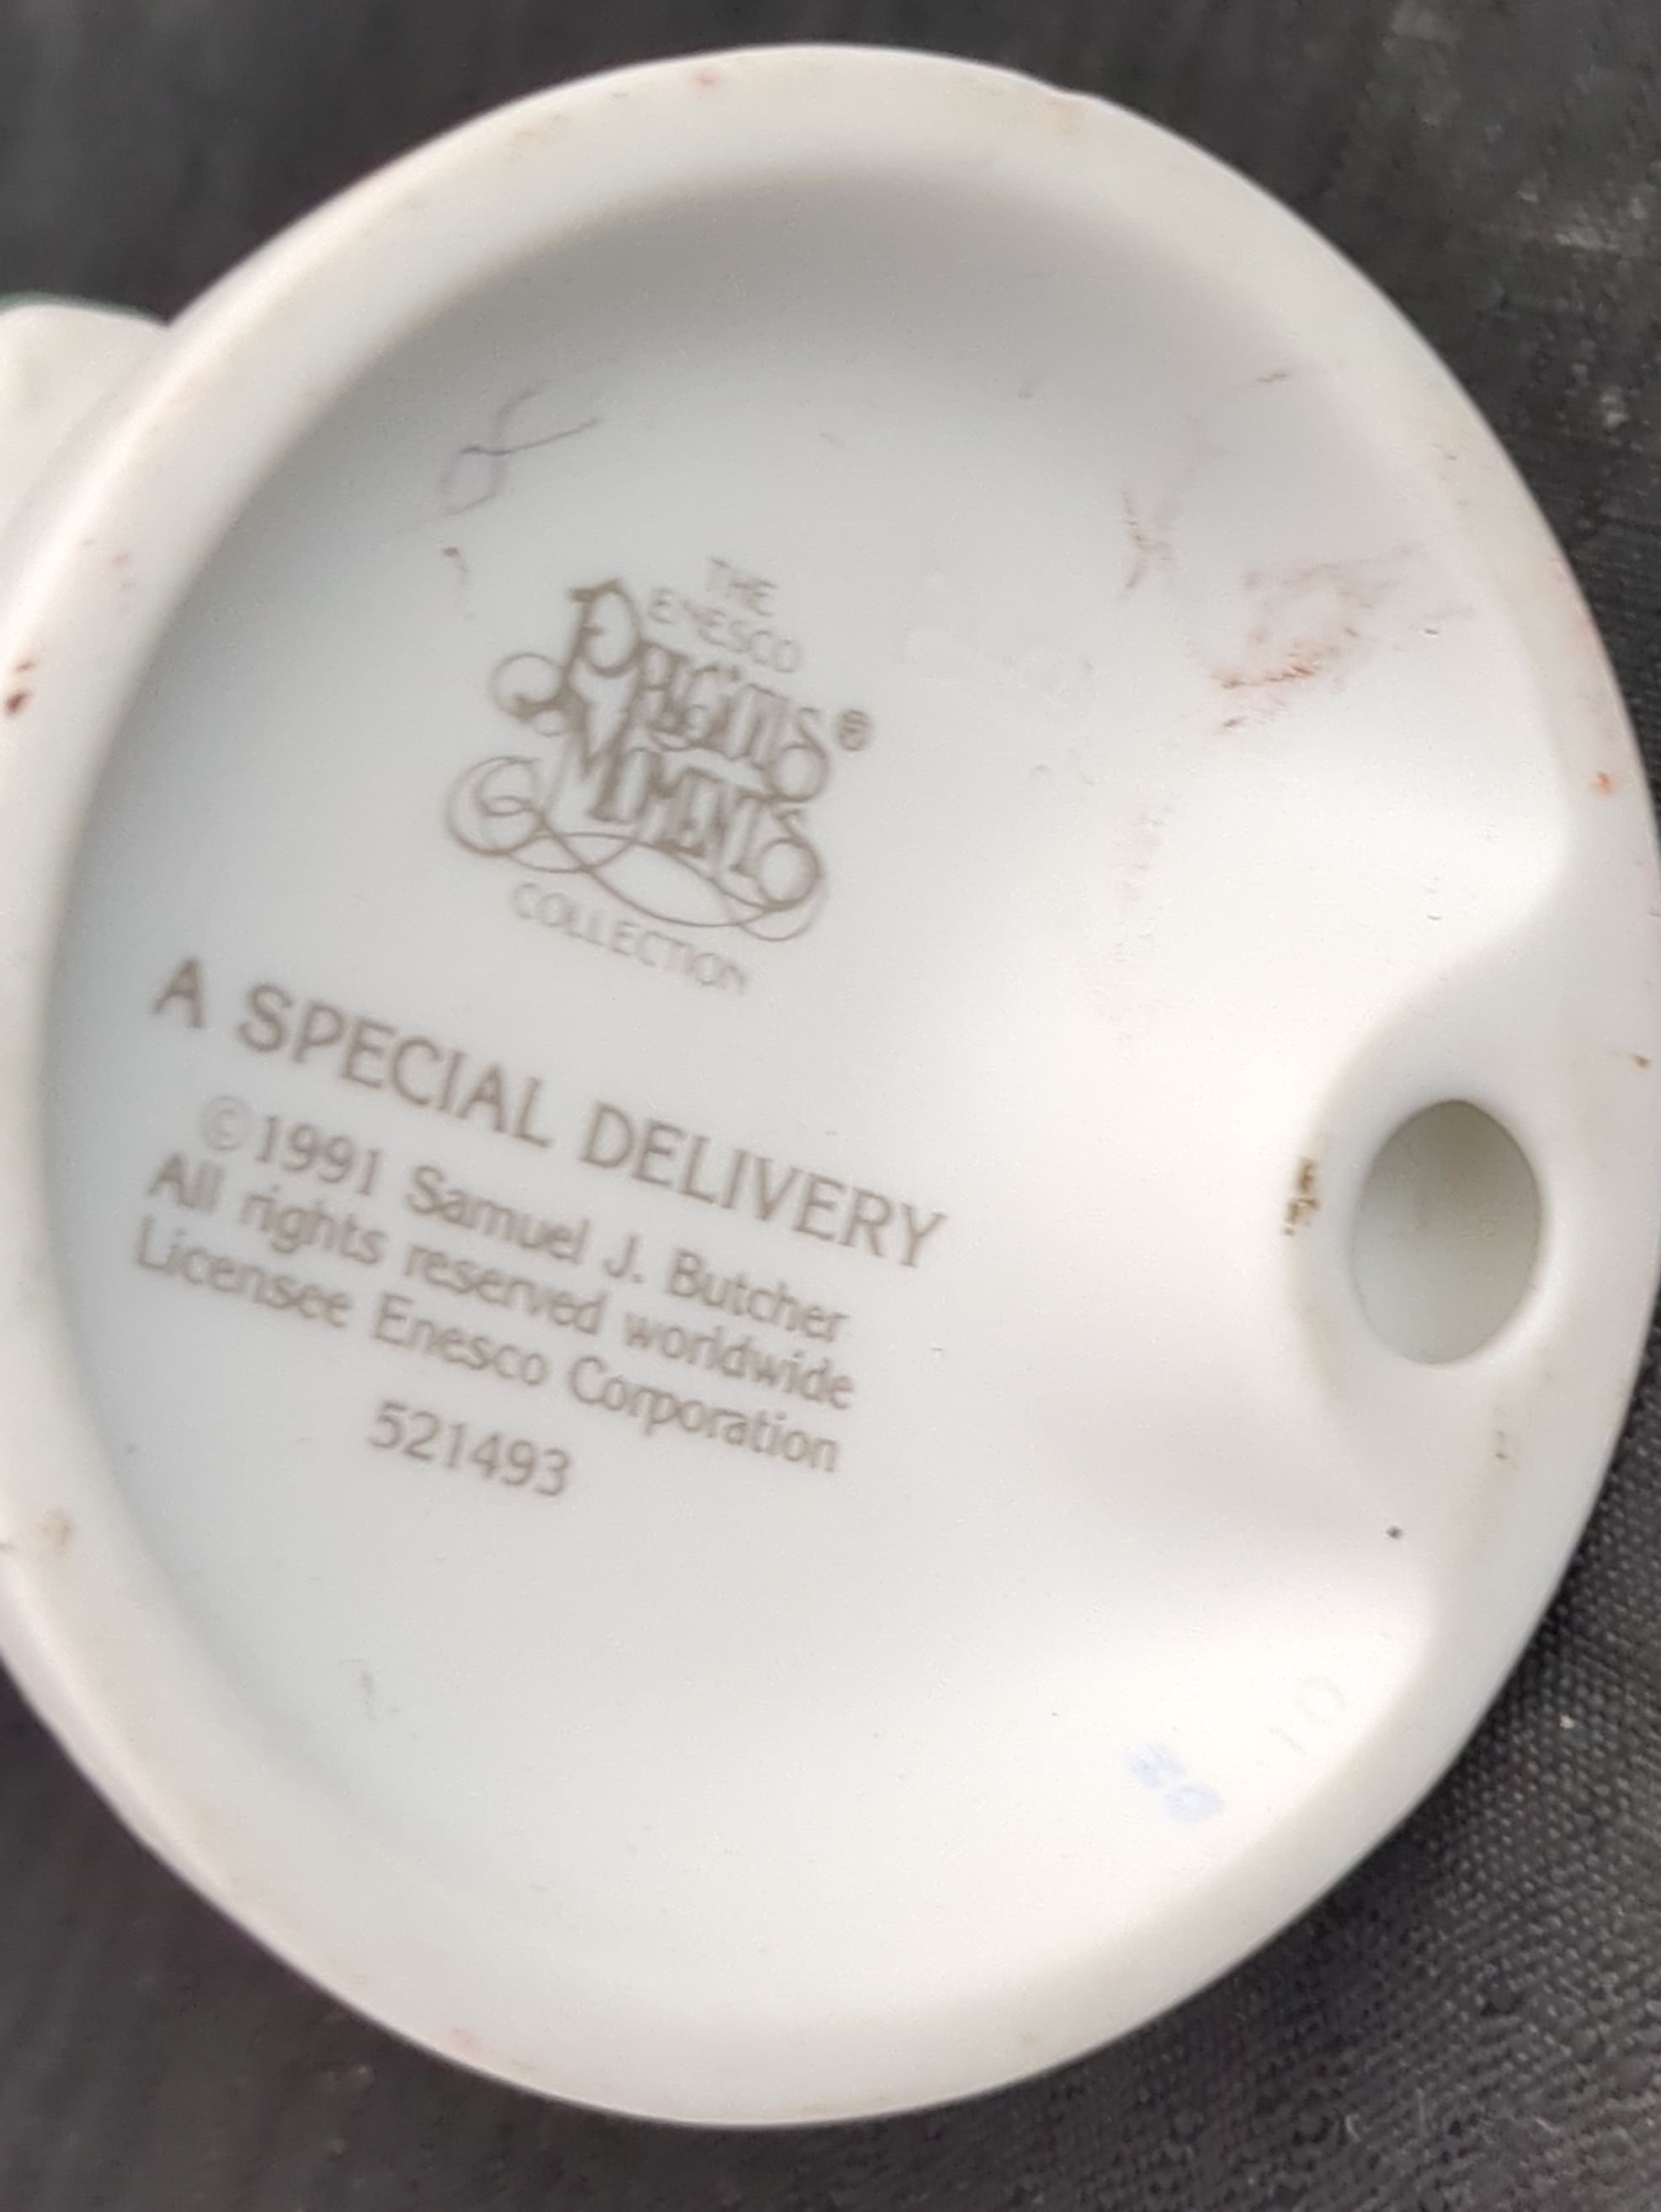 THE
ENESCO
PRECIOUS
MOMENTS®
COLLECTION
A SPECIAL DELIVERY
©1991 Samuel J. Butcher
All rights reserved worldwide
Licensee Enesco Corporation
521493